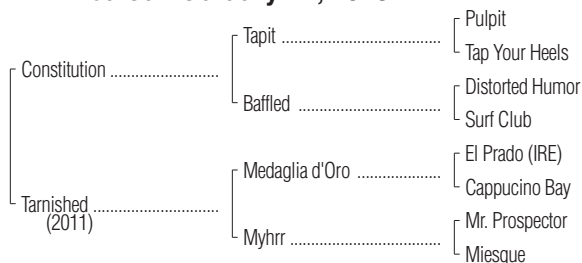 Pulpit
Tapit ..................................
Tap Your Heels
Constitution ...........................
Distorted Humor
Baffled ................................
Surf Club
El Prado (IRE)
Medaglia d'Oro ...................
Cappucino Bay
Tarnished ..............................
(2011)
Mr. Prospector
Myhrr ..................................
Miesque